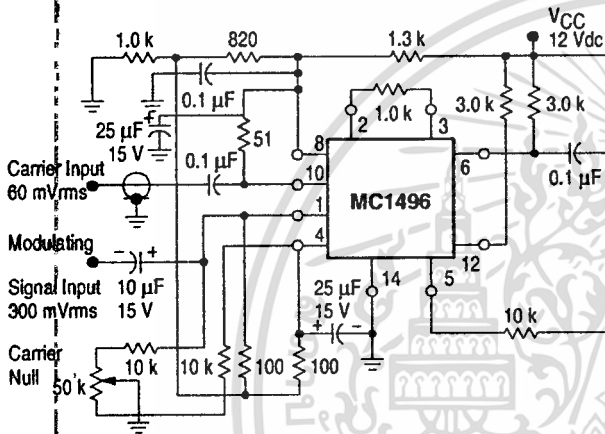 VCC
12 Vdc
1.0 k
820
1.3 k
0.1 µF
1.0 k
3.0 k
3.0 k
25 µF
15 V
+
51
2
3
0.1 µF
8
6
0.1 µF
Carrier Input
60 mVrms
10
MC1496
1
Modulating
- +
4
12
Signal Input
300 mVrms
10 µF
15 V
25 µF
15 V
+ -
14
5
10 k
Carrier
Null
50 k
10 k
10 k
100
100